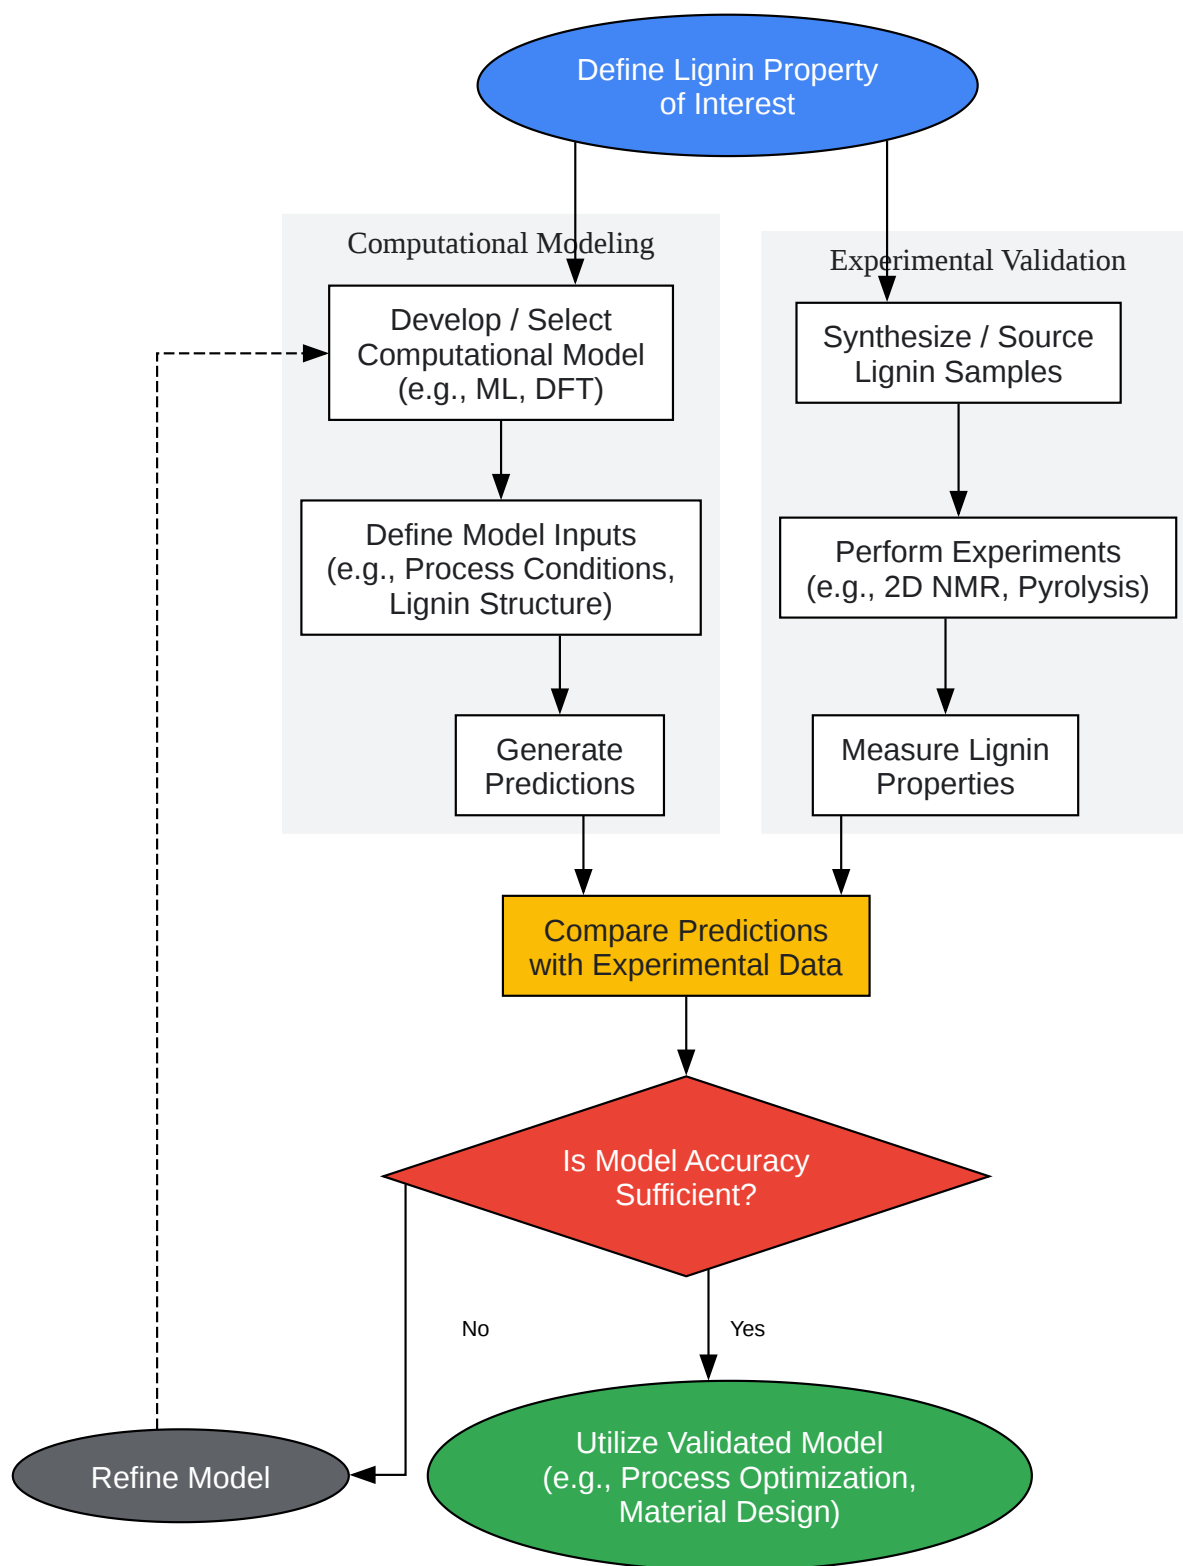 Define Lignin Property
of Interest
Computational Modeling
Develop / Select
Computational Model
(e.g., ML, DFT)
Define Model Inputs
(e.g., Process Conditions,
Lignin Structure)
Generate
Predictions
Experimental Validation
Synthesize / Source
Lignin Samples
Perform Experiments
(e.g., 2D NMR, Pyrolysis)
Measure Lignin
Properties
Compare Predictions
with Experimental Data
Is Model Accuracy
Sufficient?
No
Yes
Refine Model
Utilize Validated Model
(e.g., Process Optimization,
Material Design)